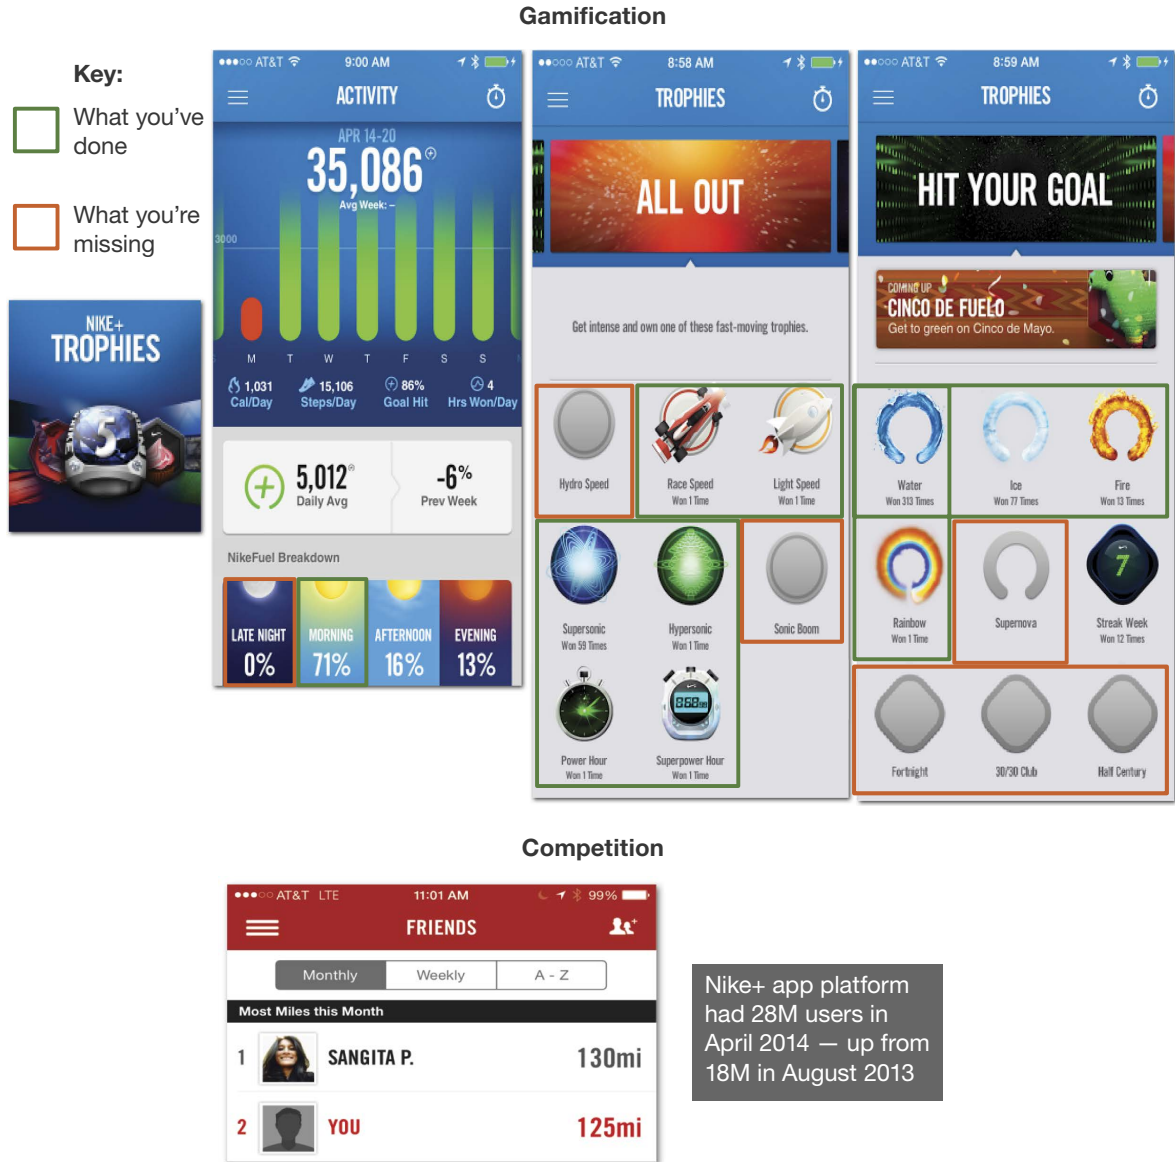 Gamification
Key:
What you've
done
What you're
missing
NIKE+
TROPHIES
5
AT&T
9:00 AM
ACTIVITY
APR 14-20
35,086
Avg Week: –
3000
M T W T F S S
1,031
Cal/Day
15,106
Steps/Day
86%
Goal Hit
4
Hrs Won/Day
5,012
Daily Avg
-6%
Prev Week
NikeFuel Breakdown
LATE NIGHT
0%
MORNING
71%
AFTERNOON
16%
EVENING
13%
AT&T
8:58 AM
TROPHIES
ALL OUT
Get intense and own one of these fast-moving trophies.
Hydro Speed
Race Speed
Won 1 Time
Light Speed
Won 1 Time
Supersonic
Won 59 Times
Hypersonic
Won 1 Time
Sonic Boom
Power Hour
Won 1 Time
Superpower Hour
Won 1 Time
AT&T
8:59 AM
TROPHIES
HIT YOUR GOAL
COMING UP
CINCO DE FUELO
Get to green on Cinco de Mayo.
Water
Won 313 Times
Ice
Won 77 Times
Fire
Won 13 Times
Rainbow
Won 1 Time
Supernova
7
Streak Week
Won 12 Times
Fortnight
30/30 Club
Half Century
Competition
AT&T LTE
11:01 AM
99%
FRIENDS
Monthly
Weekly
A - Z
Most Miles this Month
1 SANGITA P. 130mi
2 YOU 125mi
Nike+ app platform
had 28M users in
April 2014 — up from
18M in August 2013